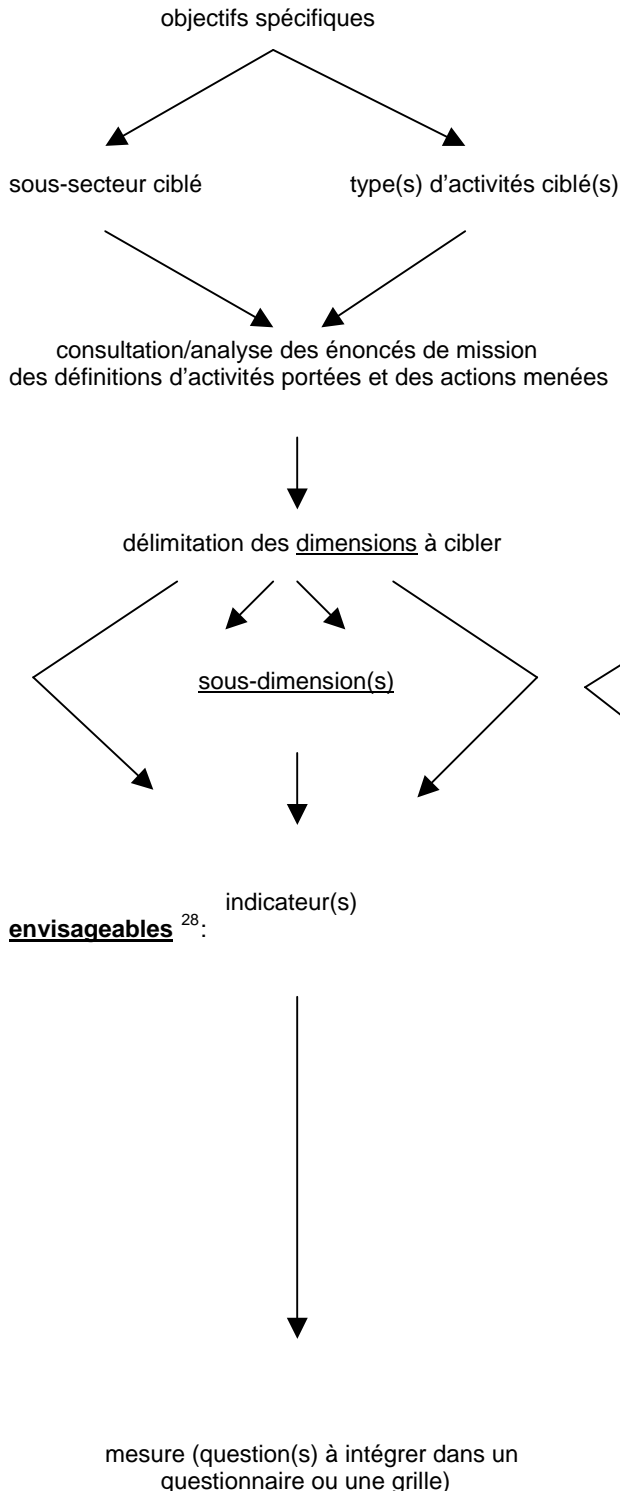 objectifs spécifiques
sous-secteur ciblé
type(s) d'activités ciblé(s)
consultation/analyse des énoncés de mission
des définitions d'activités portées et des actions menées
délimitation des dimensions à cibler
sous-dimension(s)
indicateur(s)
envisageables 28:
mesure (question(s) à intégrer dans un
questionnaire ou une grille)